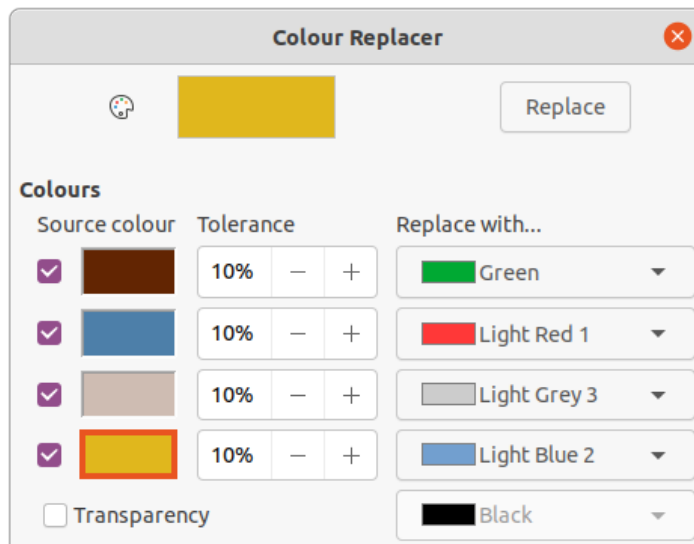 Colour Replacer
Replace
Colours
Source colour Tolerance Replace with...
10% − + Green
10% − + Light Red 1
10% − + Light Grey 3
10% − + Light Blue 2
Transparency Black